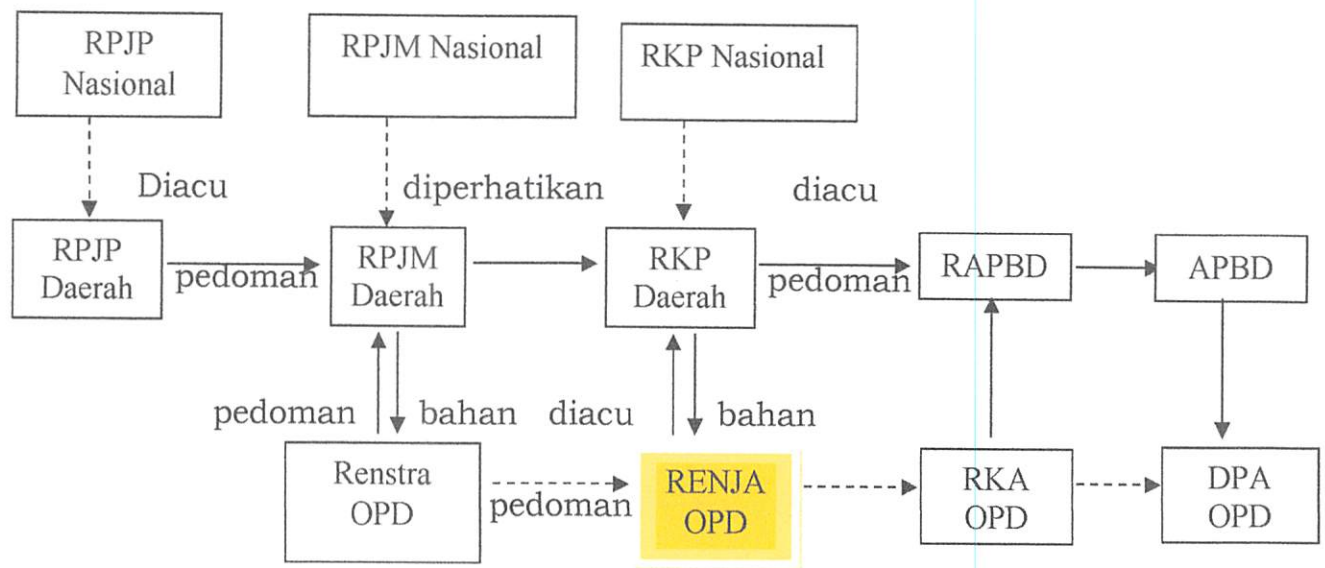 RPJP
Nasional
RPJM Nasional
RKP Nasional
Diacu
diperhatikan
diacu
RPJP
Daerah
pedoman
RPJM
Daerah
RKP
Daerah
pedoman
RAPBD
APBD
pedoman
bahan
diacu
bahan
Renstra
OPD
pedoman
RENJA
OPD
RKA
OPD
DPA
OPD